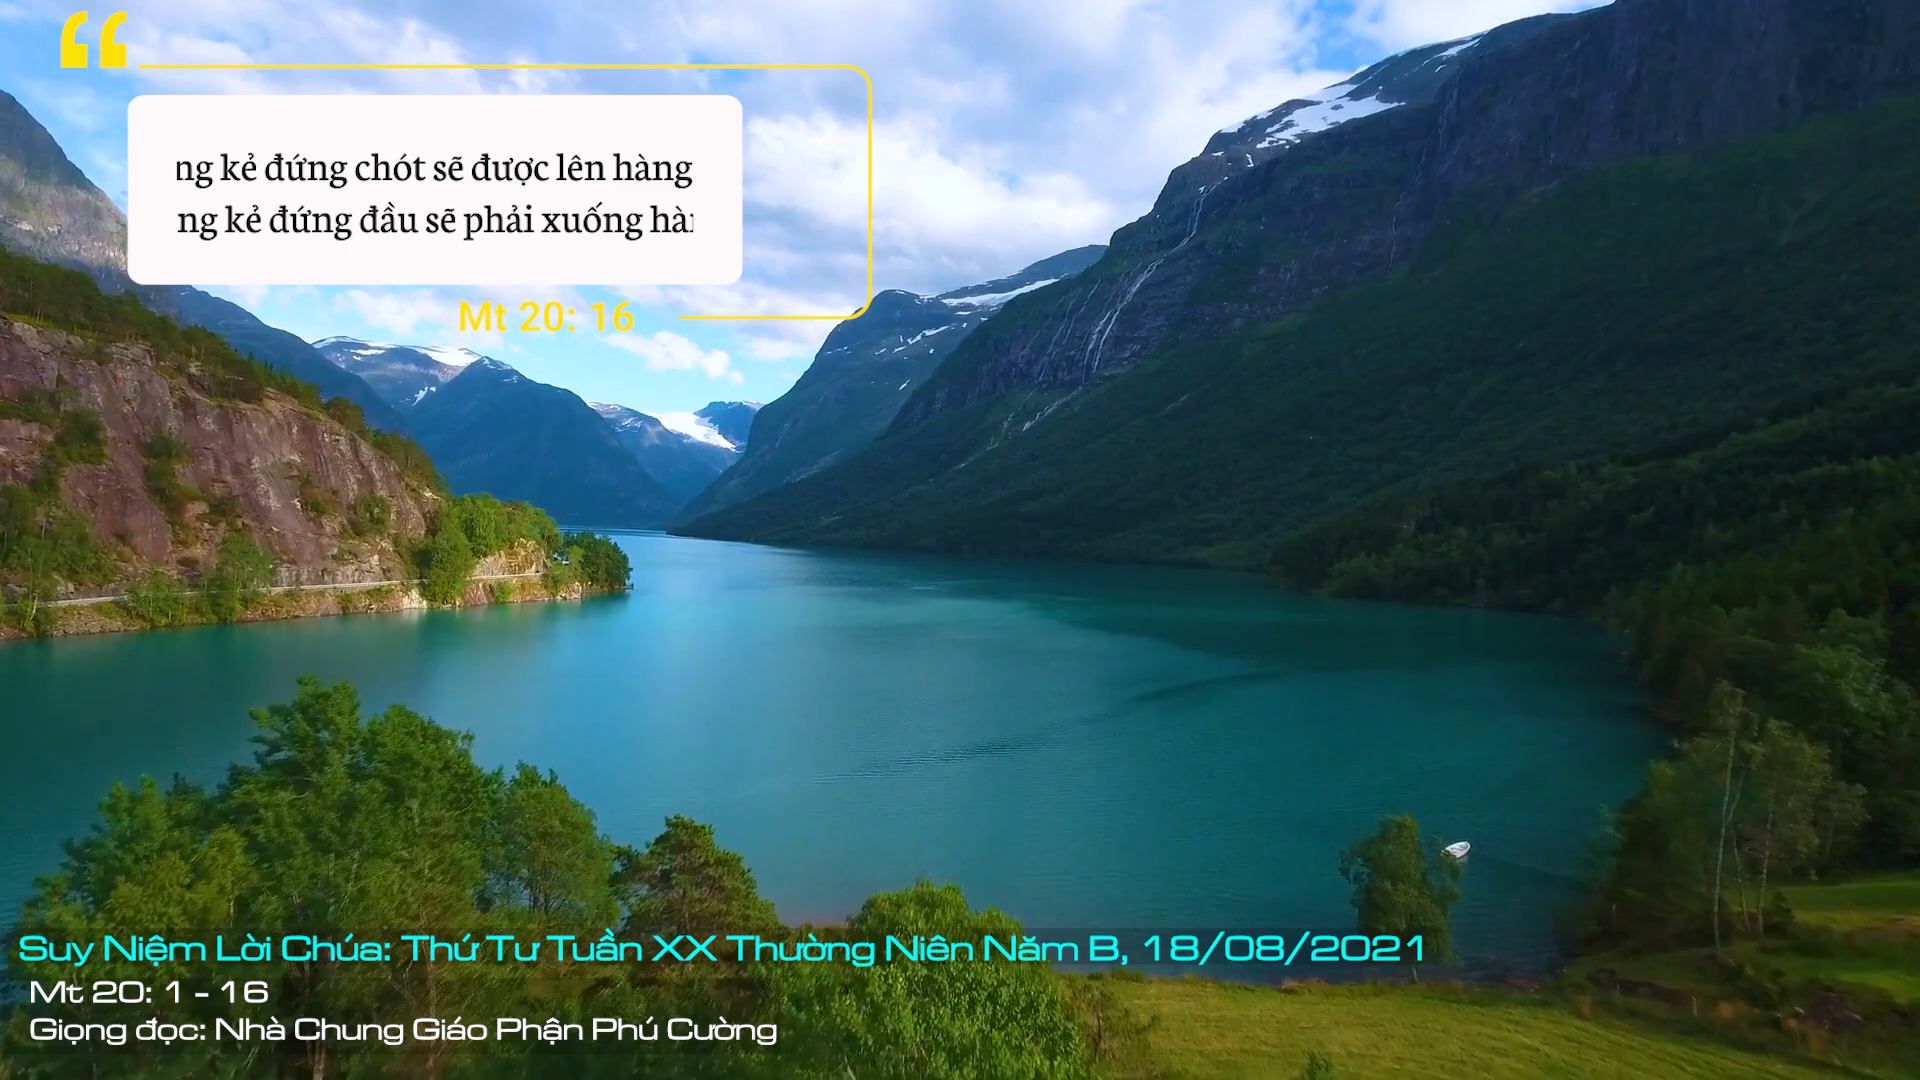 “
ng kẻ đứng chót sẽ được lên hàng
ng kẻ đứng đầu sẽ phải xuống hà
Mt 20: 16
Suy Niệm Lời Chúa: Thứ Tư Tuần XX Thường Niên Năm B, 18/08/2021
Mt 20: 1 - 16
Giọng đọc: Nhà Chung Giáo Phận Phú Cường